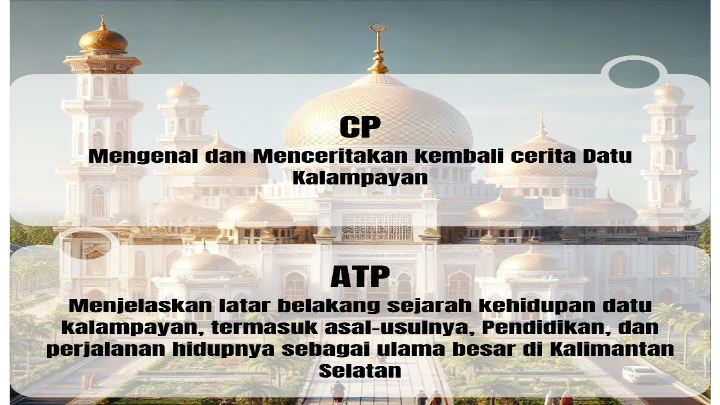 CP
Mengenal dan Menceritakan kembali cerita Datu
Kalampayan
ATP
Menjelaskan latar belakang sejarah kehidupan datu
kalampayan, termasuk asal-usulnya, Pendidikan, dan
perjalanan hidupnya sebagai ulama besar di Kalimantan
Selatan